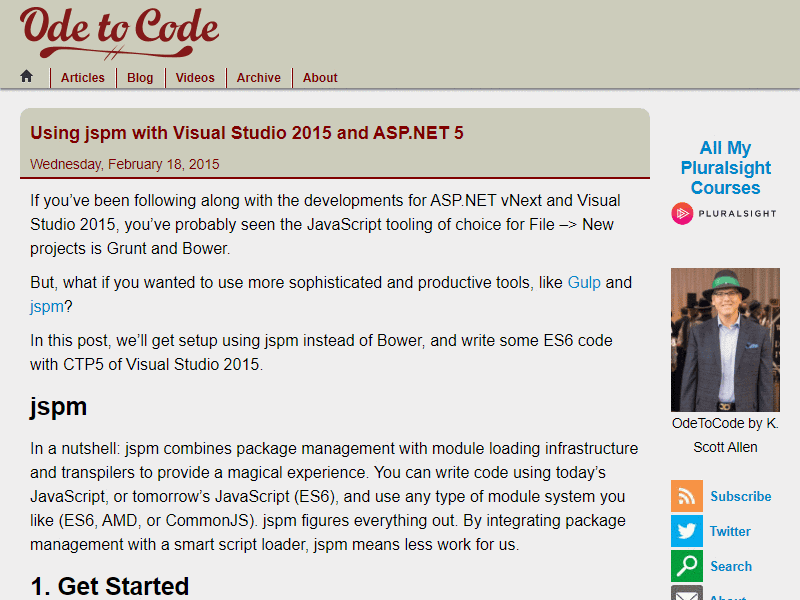 Ode to Code
Articles
Blog
Videos
Archive
About
Using jspm with Visual Studio 2015 and ASP.NET 5
Wednesday, February 18, 2015
If you’ve been following along with the developments for ASP.NET vNext and Visual
Studio 2015, you’ve probably seen the JavaScript tooling of choice for File –> New
projects is Grunt and Bower.
But, what if you wanted to use more sophisticated and productive tools, like Gulp and
jspm?
In this post, we’ll get setup using jspm instead of Bower, and write some ES6 code
with CTP5 of Visual Studio 2015.
jspm
In a nutshell: jspm combines package management with module loading infrastructure
and transpilers to provide a magical experience. You can write code using today’s
JavaScript, or tomorrow’s JavaScript (ES6), and use any type of module system you
like (ES6, AMD, or CommonJS). jspm figures everything out. By integrating package
management with a smart script loader, jspm means less work for us.
1. Get Started
All My
Pluralsight
Courses
PLURALSIGHT
OdeToCode by K.
Scott Allen
Subscribe
Twitter
Search
About